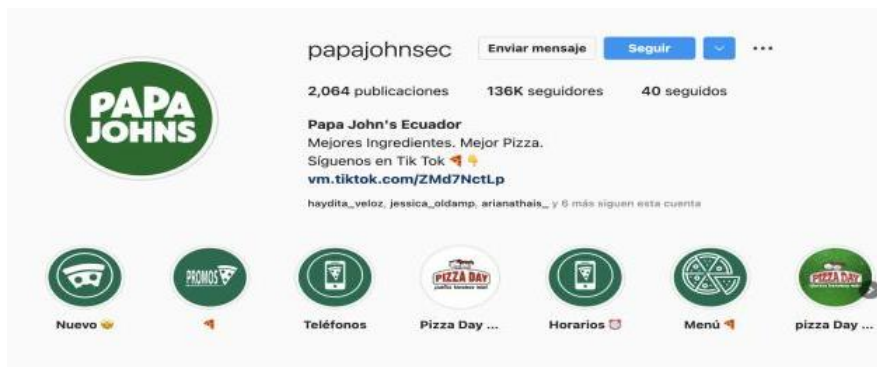 PAPA
JOHNS
papajohnsec Enviar mensaje Seguir
2,064 publicaciones 136K seguidores 40 seguidos
Papa John's Ecuador
Mejores Ingredientes. Mejor Pizza.
Síguenos en Tik Tok 🍕👇
vm.tiktok.com/ZMd7NctLp
haydita_veloz, jessica_oldamp, arianathais_ y 6 más siguen esta cuenta
PROMOS
PIZZA DAY
PIZZA DAY
Nuevo 🤤 🍕 Teléfonos Pizza Day ... Horarios ⏰ Menú 🍕 pizza Day ...